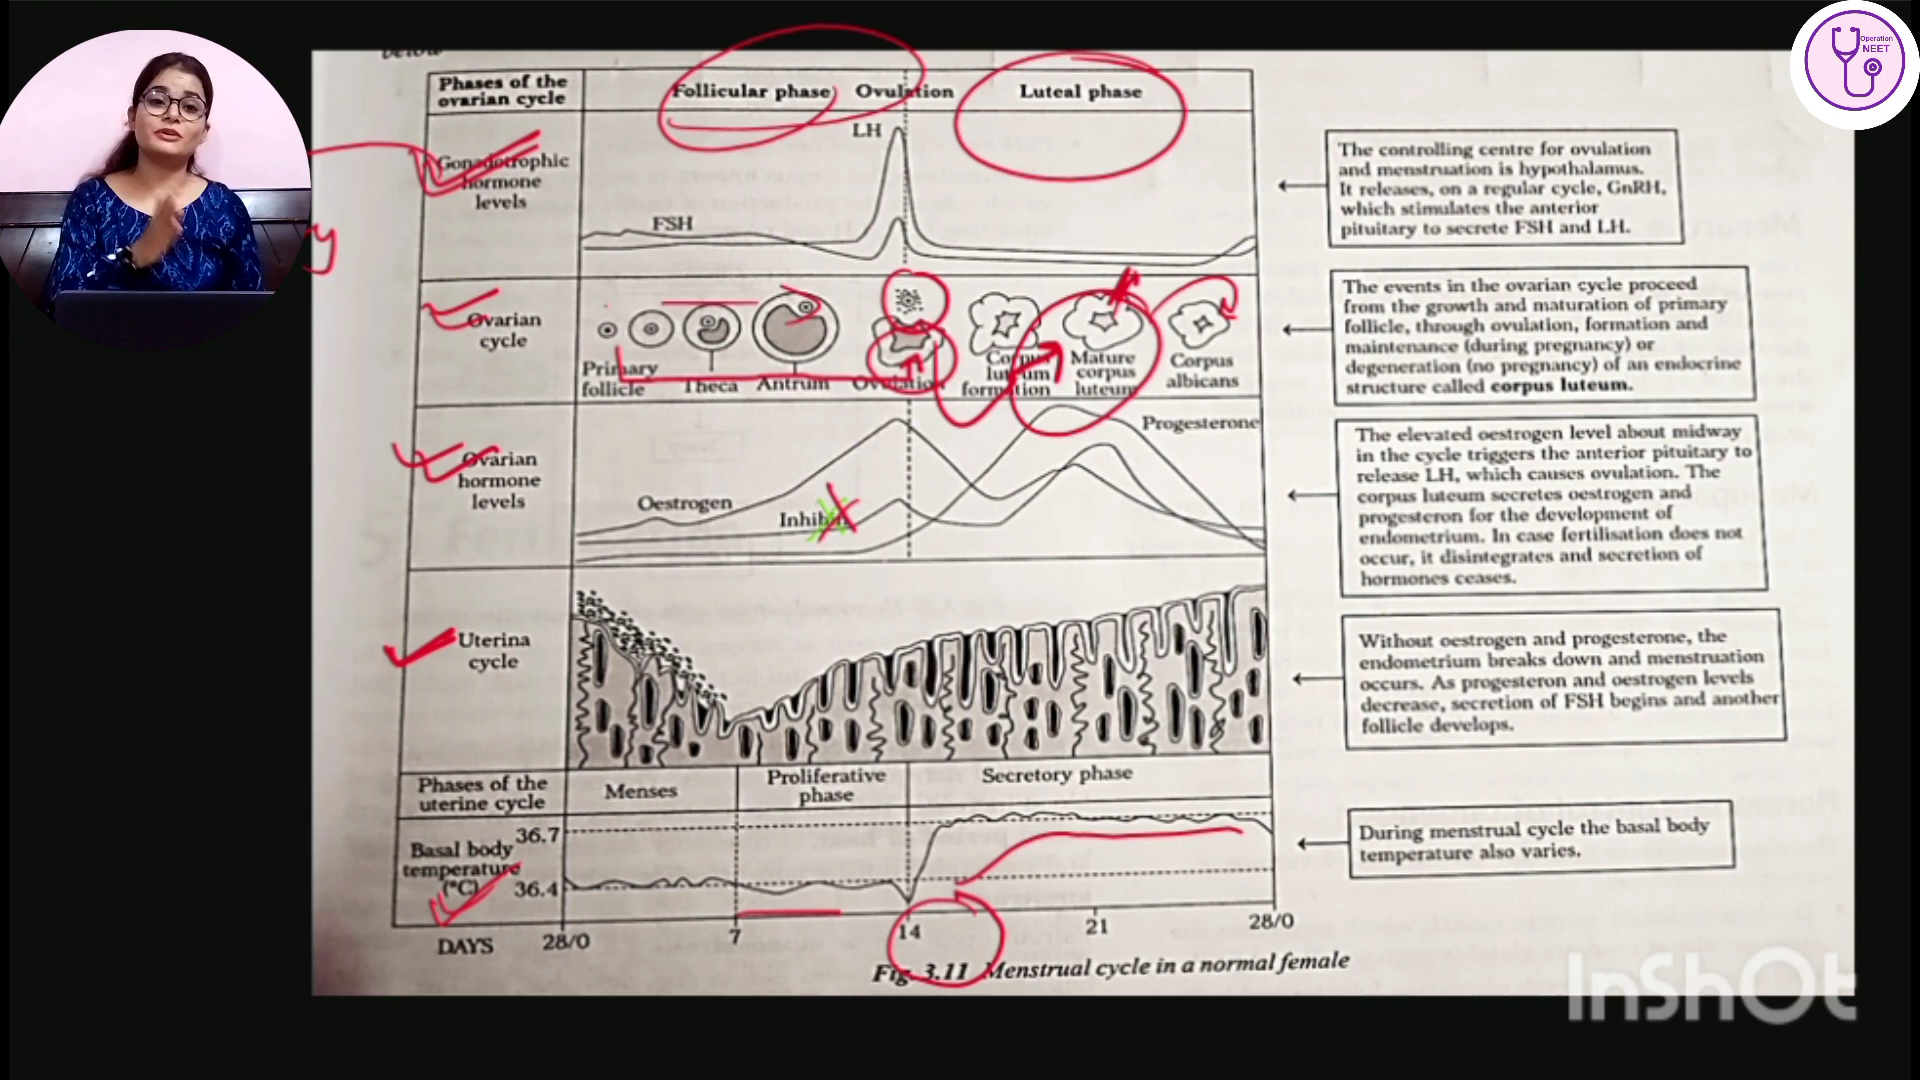 below
Phases of the
ovarian cycle
Follicular phase
Ovulation
Luteal phase
Gonadotrophic
hormone
levels
LH
FSH
Ovarian
cycle
Primary
follicle
Theca
Antrum
Ovulation
Corpus
luteum
formation
Mature
corpus
luteum
Corpus
albicans
Ovarian
hormone
levels
Oestrogen
Progesterone
Uterina
cycle
Phases of the
uterine cycle
Menses
Proliferative
phase
Secretory phase
Basal body
temperature
(°C)
36.7
36.4
DAYS
28/0
7
14
21
28/0
Fig. 3.11 Menstrual cycle in a normal female
The controlling centre for ovulation
and menstruation is hypothalamus.
It releases, on a regular cycle, GnRH,
which stimulates the anterior
pituitary to secrete FSH and LH.
The events in the ovarian cycle proceed
from the growth and maturation of primary
follicle, through ovulation, formation and
maintenance (during pregnancy) or
degeneration (no pregnancy) of an endocrine
structure called corpus luteum.
The elevated oestrogen level about midway
in the cycle triggers the anterior pituitary to
release LH, which causes ovulation. The
corpus luteum secretes oestrogen and
progesteron for the development of
endometrium. In case fertilisation does not
occur, it disintegrates and secretion of
hormones ceases.
Without oestrogen and progesterone, the
endometrium breaks down and menstruation
occurs. As progesteron and oestrogen levels
decrease, secretion of FSH begins and another
follicle develops.
During menstrual cycle the basal body
temperature also varies.
Operation
NEET
y
InShOt